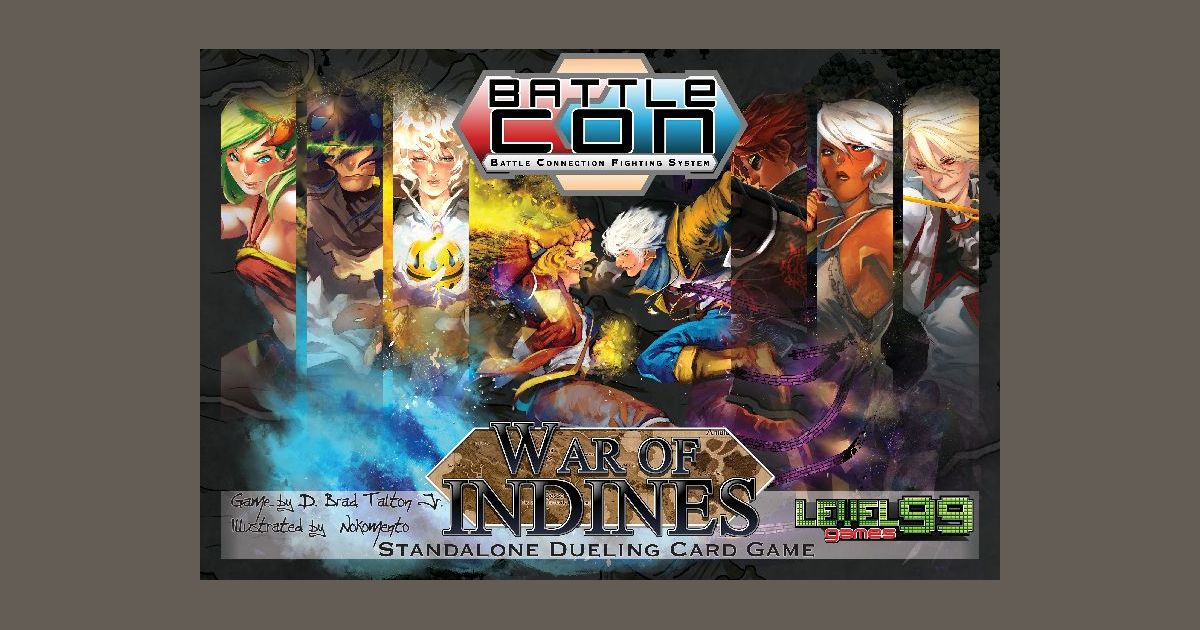 BATTLE
CON
BATTLE CONNECTION FIGHTING SYSTEM
WAR OF
INDINES
Game by D. Brad Talton Jr.
Illustrated by Nokomento
LEVEL 99
games
STANDALONE DUELING CARD GAME